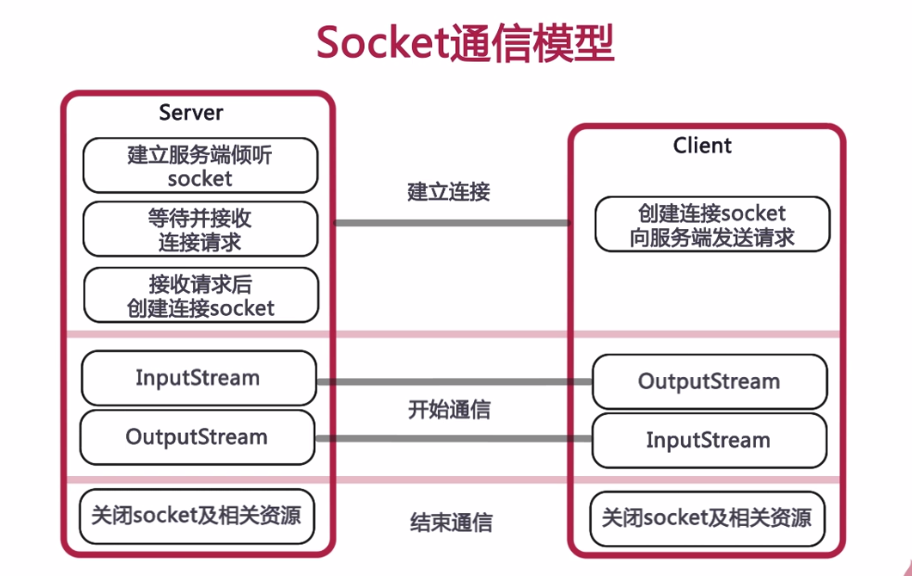 Socket通信模型
Server
建立服务端倾听
socket
等待并接收
连接请求
接收请求后
创建连接socket
建立连接
Client
创建连接socket
向服务端发送请求
InputStream
OutputStream
开始通信
OutputStream
InputStream
关闭socket及相关资源
结束通信
关闭socket及相关资源